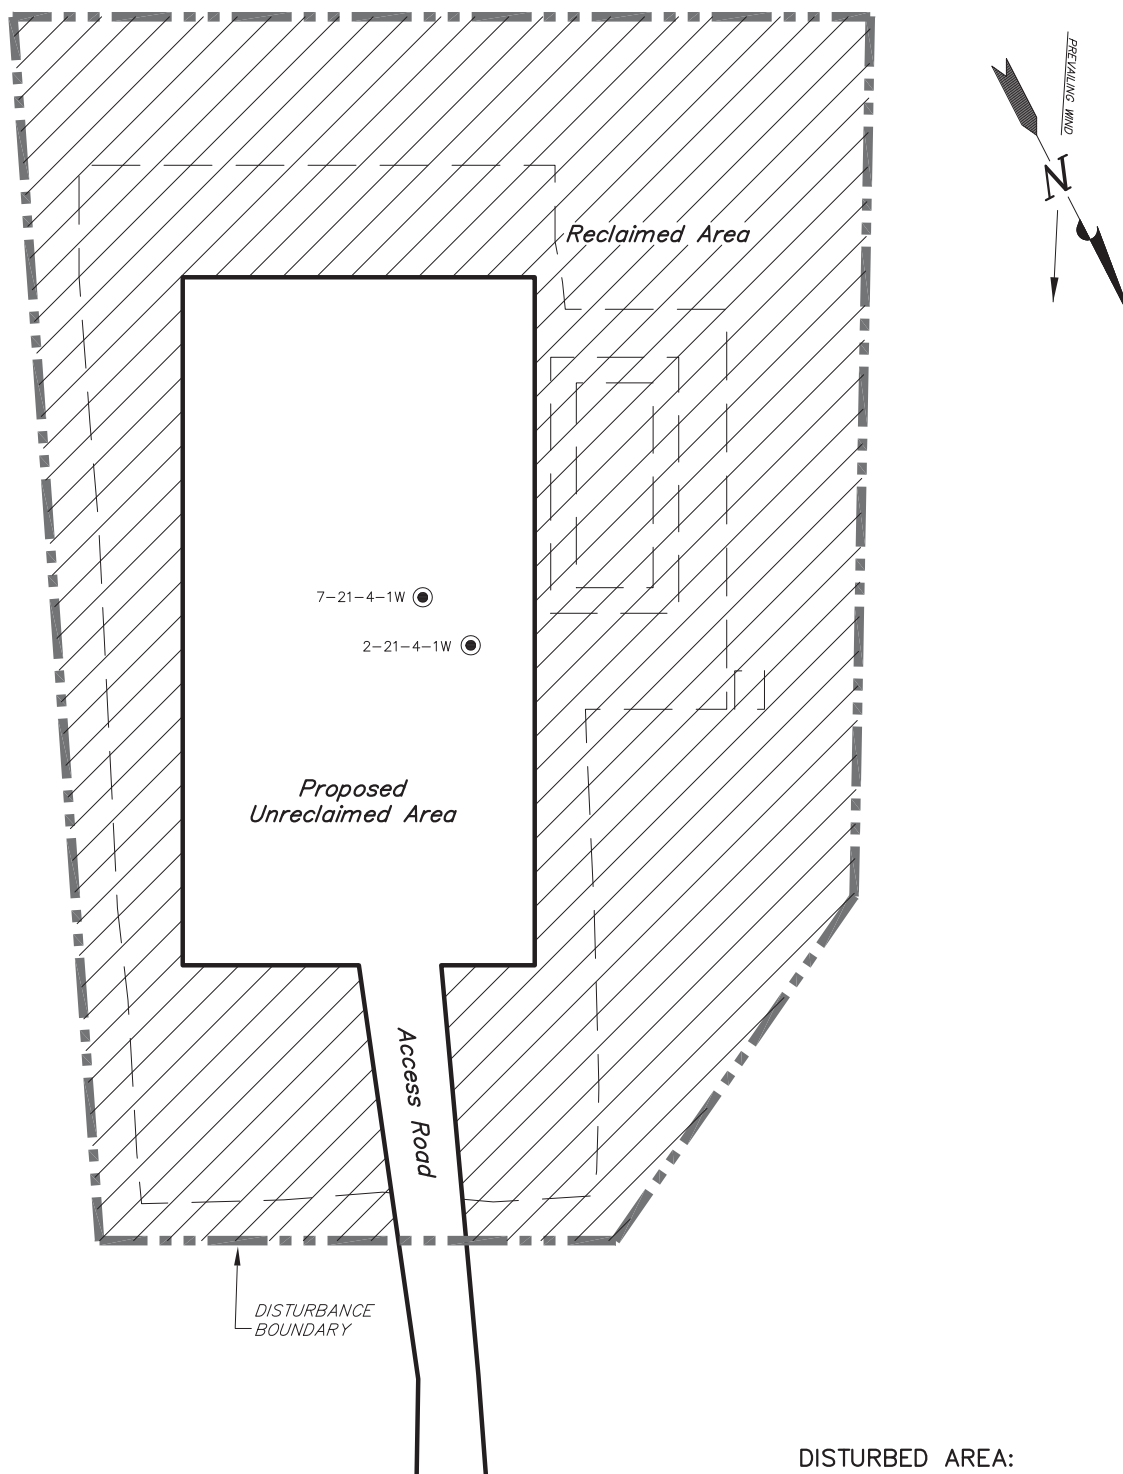 PREVAILING WIND
N
Reclaimed Area
7-21-4-1W
2-21-4-1W
Proposed
Unreclaimed Area
Access Road
DISTURBANCE
BOUNDARY
DISTURBED AREA: